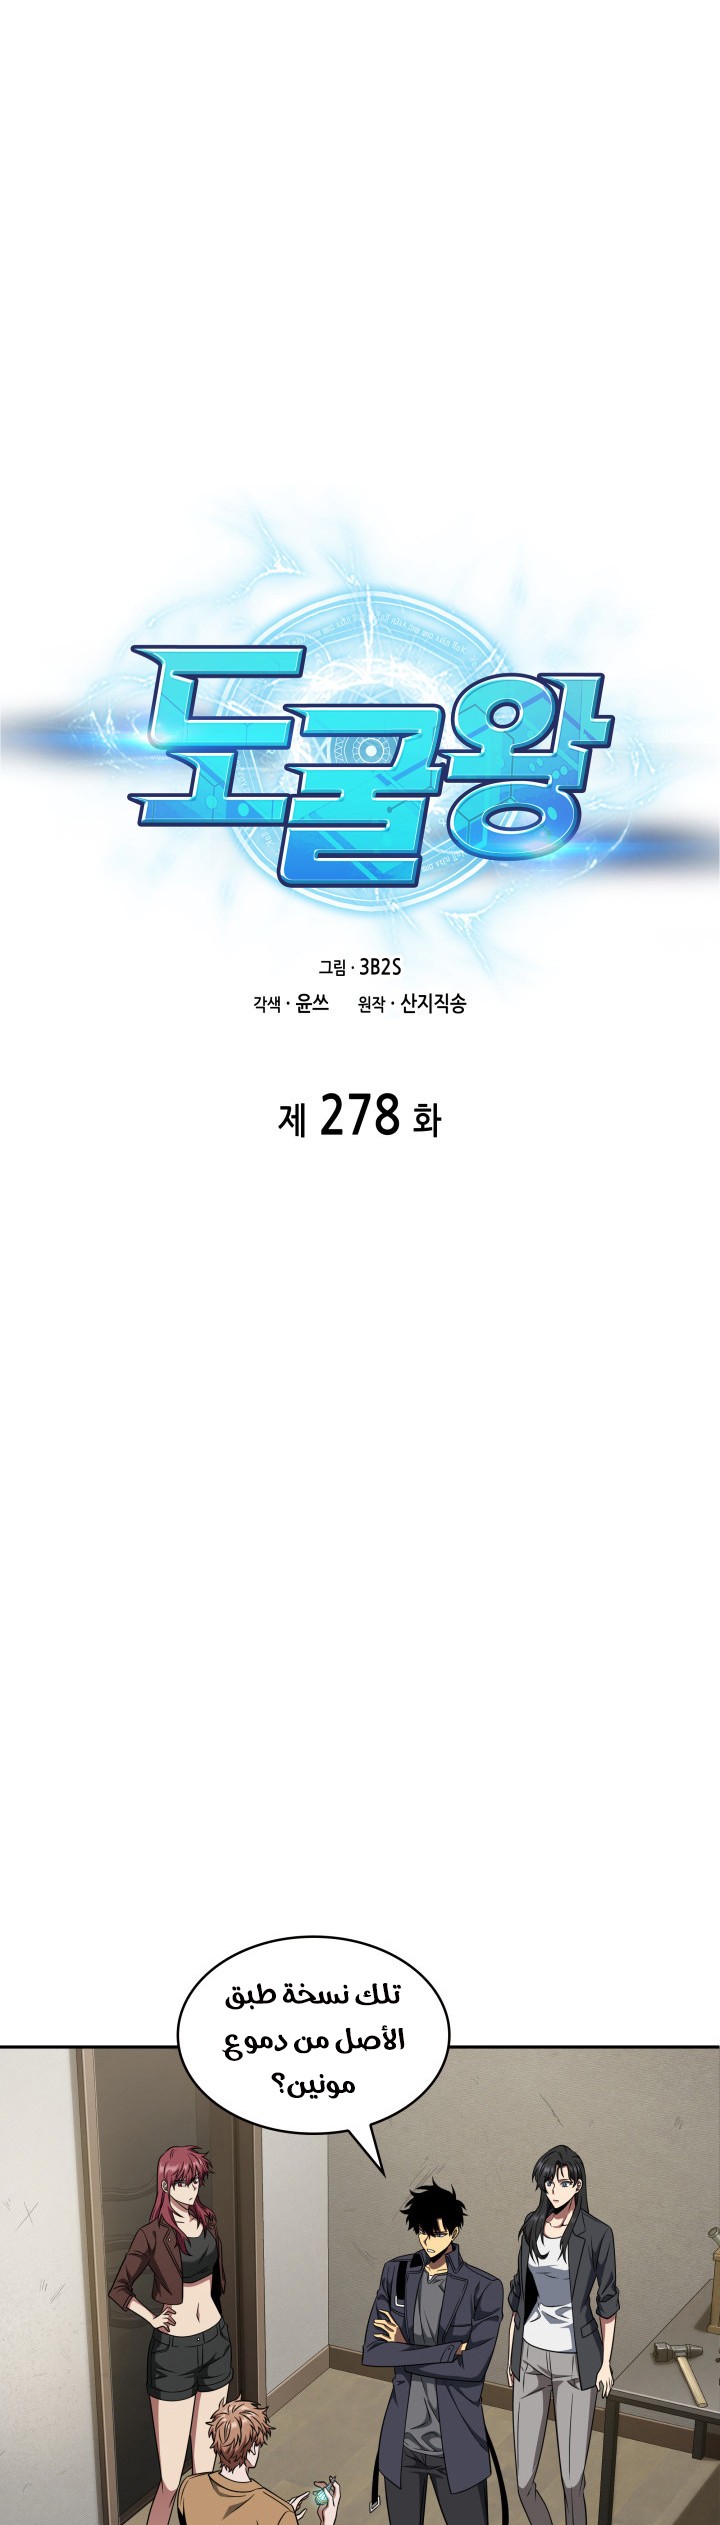 도굴왕
그림 · 3B2S
각색 · 윤쓰 원작 · 산지직송
제 278 화
تلك نسخة طبق
الأصل من دموع
مونين؟